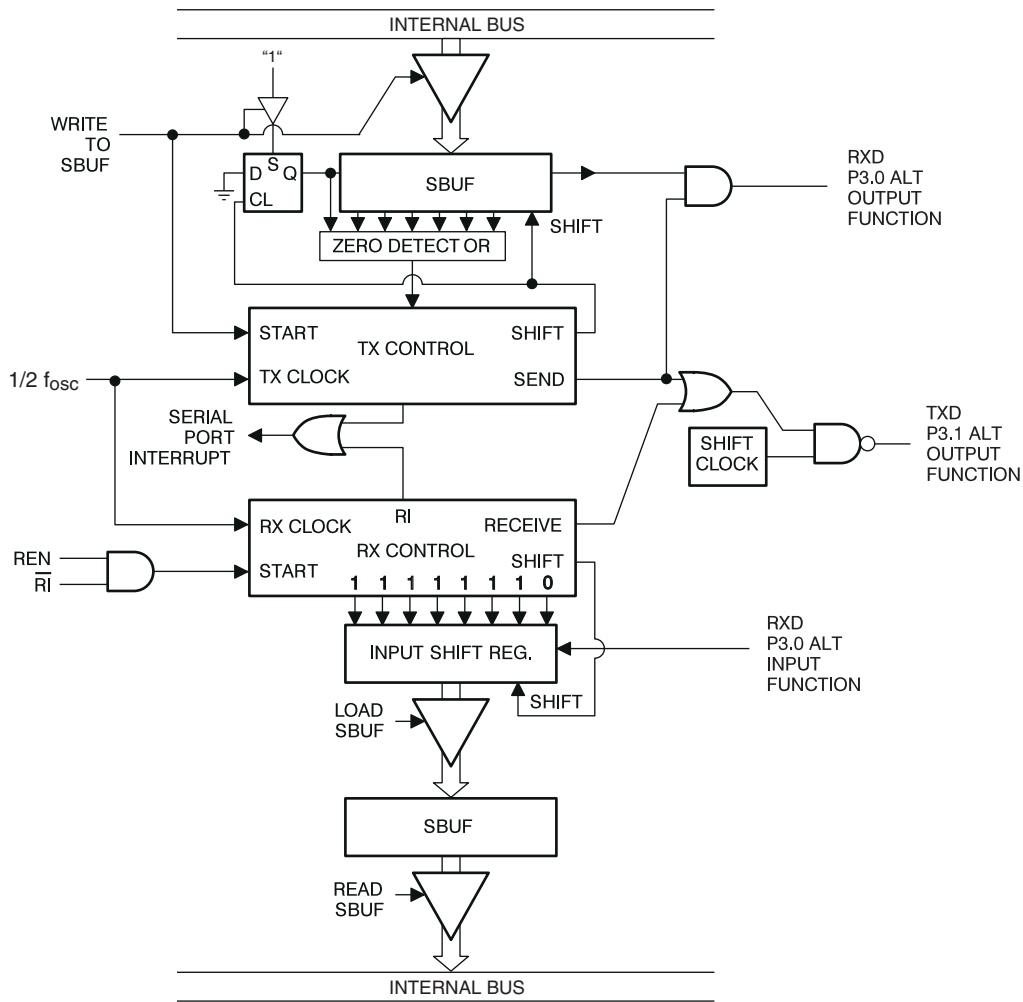 INTERNAL BUS
“1“
WRITE
TO
SBUF
S
D Q
CL
SBUF
RXD
P3.0 ALT
OUTPUT
FUNCTION
SHIFT
ZERO DETECT OR
START
SHIFT
TX CONTROL
1/2 fosc
TX CLOCK
SEND
SERIAL
PORT
INTERRUPT
SHIFT
CLOCK
TXD
P3.1 ALT
OUTPUT
FUNCTION
RI
RX CLOCK
RECEIVE
RX CONTROL
SHIFT
REN
R̅I̅
START
1 1 1 1 1 1 1 0
INPUT SHIFT REG.
RXD
P3.0 ALT
INPUT
FUNCTION
SHIFT
LOAD
SBUF
SBUF
READ
SBUF
INTERNAL BUS